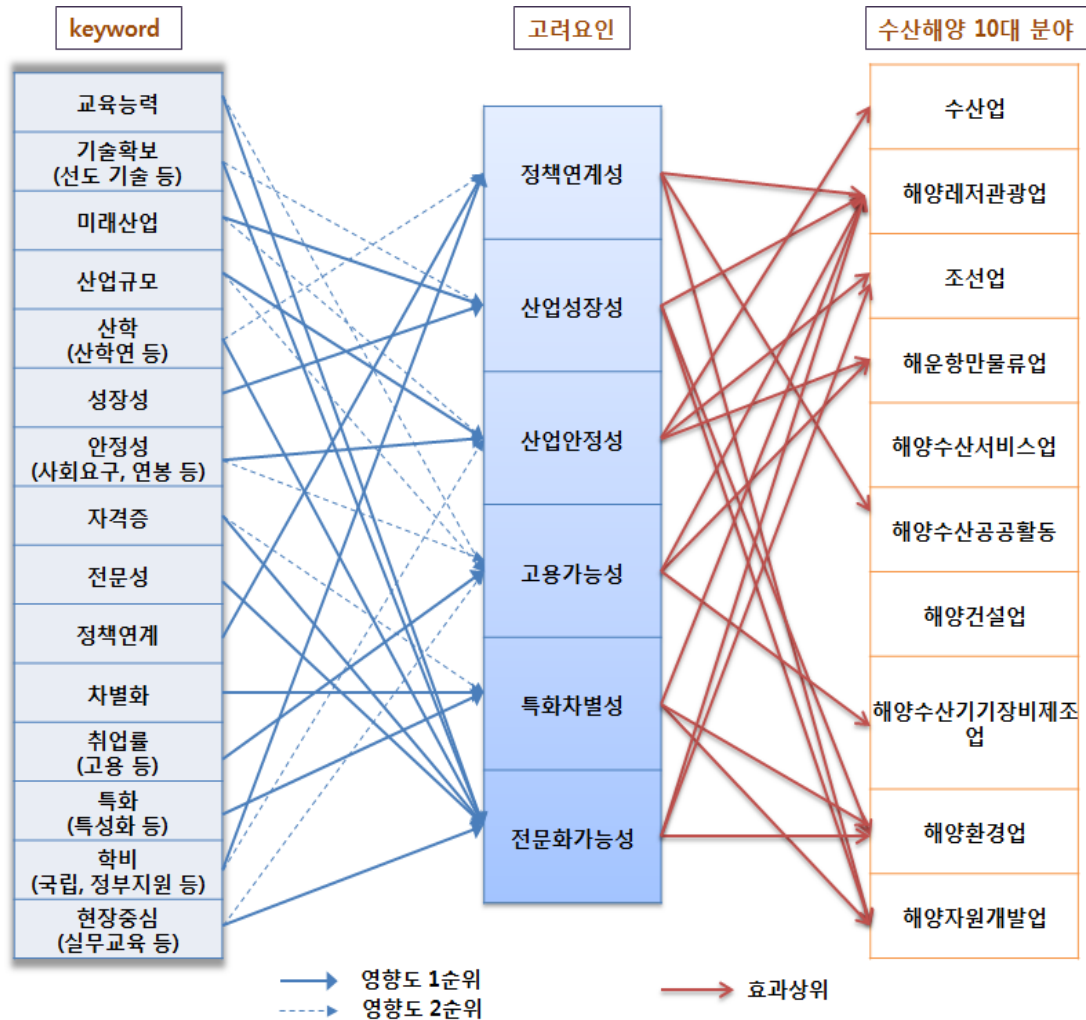 keyword
고려요인
수산해양 10대 분야
교육능력
기술확보
(선도 기술 등)
미래산업
산업규모
산학
(산학연 등)
성장성
안정성
(사회요구, 연봉 등)
자격증
전문성
정책연계
차별화
취업률
(고용 등)
특화
(특성화 등)
학비
(국립, 정부지원 등)
현장중심
(실무교육 등)
정책연계성
산업성장성
산업안정성
고용가능성
특화차별성
전문화가능성
수산업
해양레저관광업
조선업
해운항만물류업
해양수산서비스업
해양수산공공활동
해양건설업
해양수산기기장비제조
업
해양환경업
해양자원개발업
영향도 1순위
영향도 2순위
효과상위